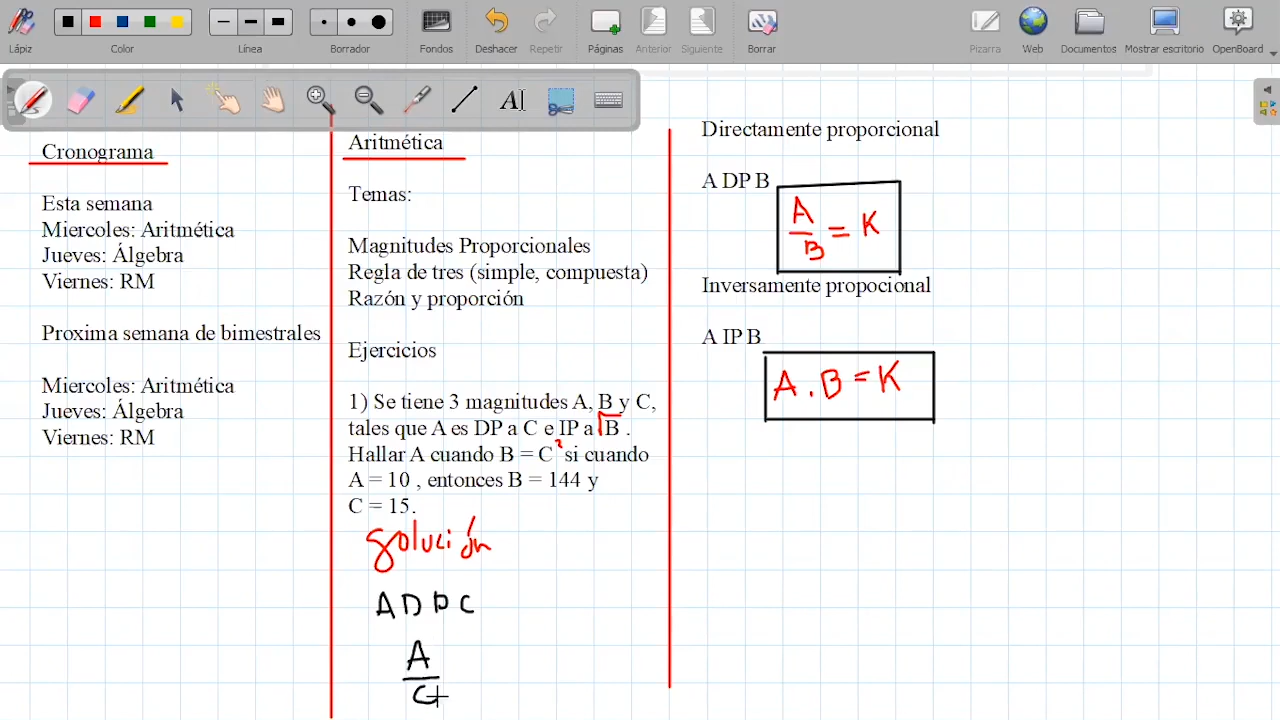 Lápiz Color Línea Borrador Fondos Deshacer Repetir Páginas Anterior Siguiente Borrar Pizarra Web Documentos Mostrar escritorio OpenBoard
Cronograma
Esta semana
Miercoles: Aritmética
Jueves: Álgebra
Viernes: RM
Proxima semana de bimestrales
Miercoles: Aritmética
Jueves: Álgebra
Viernes: RM
Aritmética
Temas:
Magnitudes Proporcionales
Regla de tres (simple, compuesta)
Razón y proporción
Ejercicios
1) Se tiene 3 magnitudes A, B y C,
tales que A es DP a C e IP a √B .
Hallar A cuando B = C² si cuando
A = 10 , entonces B = 144 y
C = 15.
Solución
A D P C
A
C
Directamente proporcional
A DP B
A/B = K
Inversamente propocional
A IP B
A . B = K